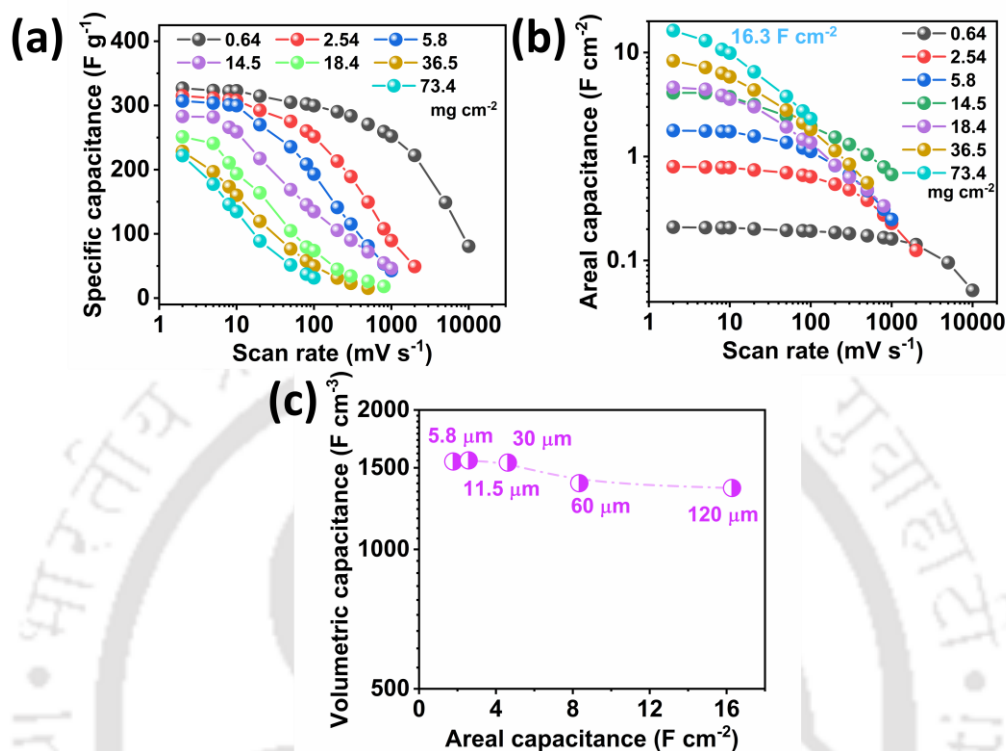 (a)
Specific capacitance (F g⁻¹)
400
300
200
100
0
0.64 2.54 5.8
14.5 18.4 36.5
73.4
mg cm⁻²
1 10 100 1000 10000
Scan rate (mV s⁻¹)
(b)
Areal capacitance (F cm⁻²)
10
1
0.1
16.3 F cm⁻²
0.64
2.54
5.8
14.5
18.4
36.5
73.4
mg cm⁻²
1 10 100 1000 10000
Scan rate (mV s⁻¹)
(c)
Volumetric capacitance (F cm⁻³)
2000
1500
1000
500
5.8 μm 30 μm
11.5 μm
60 μm
120 μm
0 4 8 12 16
Areal capacitance (F cm⁻²)
भारतीय